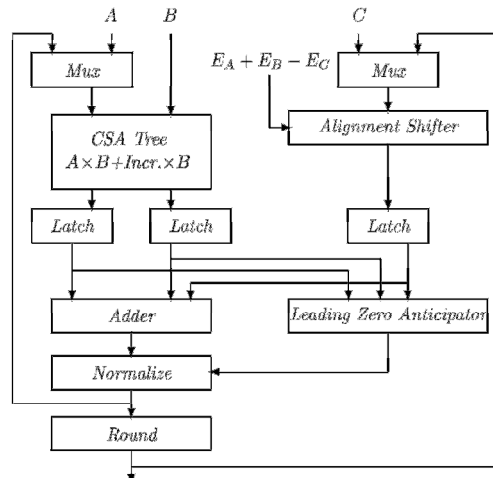 A B C
Mux
E_A + E_B − E_C
Mux
CSA Tree
A×B+Incr.×B
Alignment Shifter
Latch Latch Latch
Adder
Leading Zero Anticipator
Normalize
Round